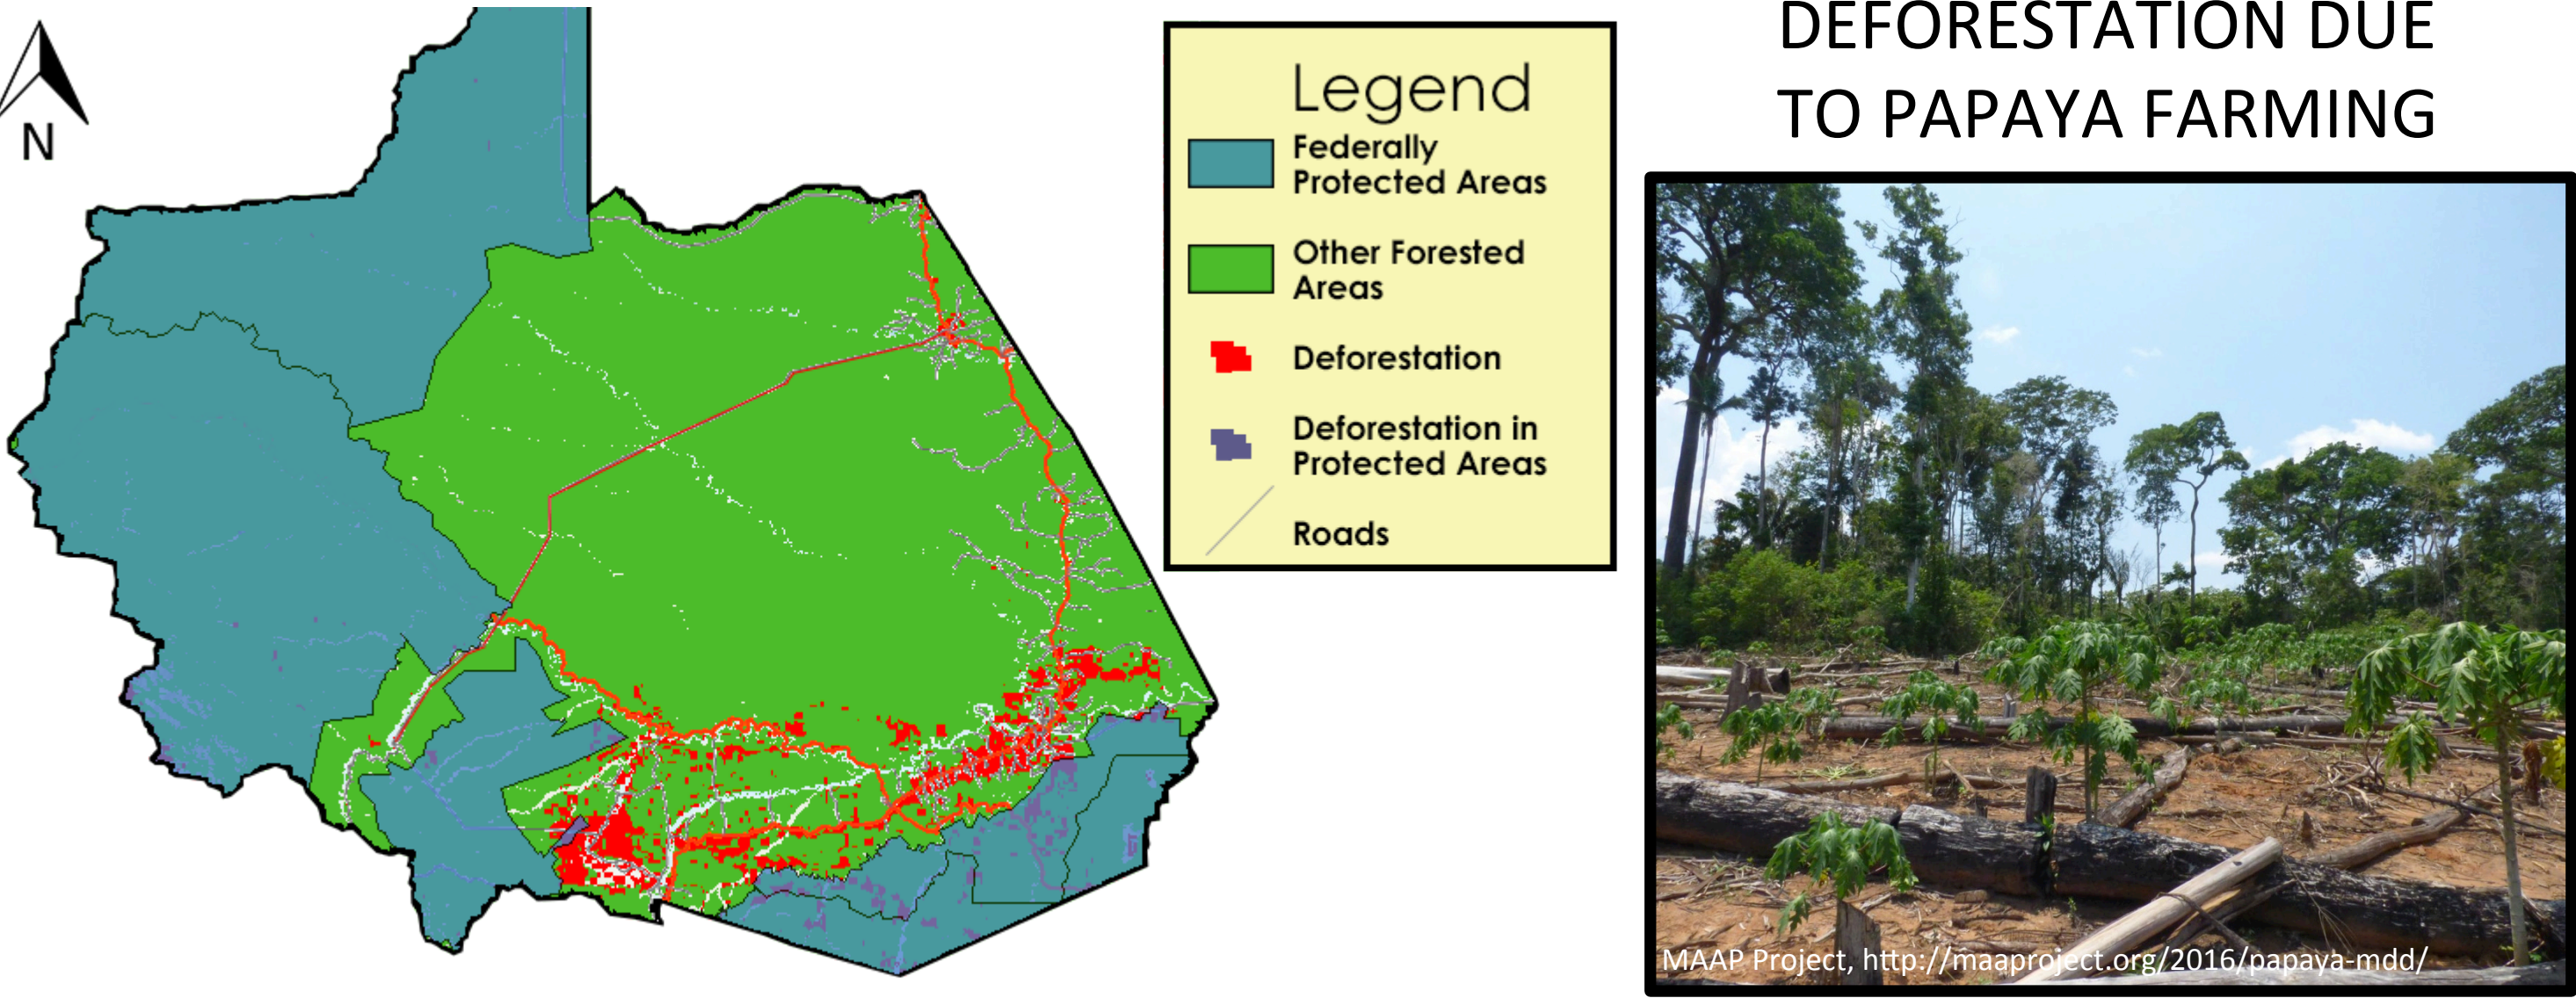 N
Legend
Federally
Protected Areas
Other Forested
Areas
Deforestation
Deforestation in
Protected Areas
Roads
DEFORESTATION DUE
TO PAPAYA FARMING
MAAP Project, http://maaproject.org/2016/papaya-mdd/